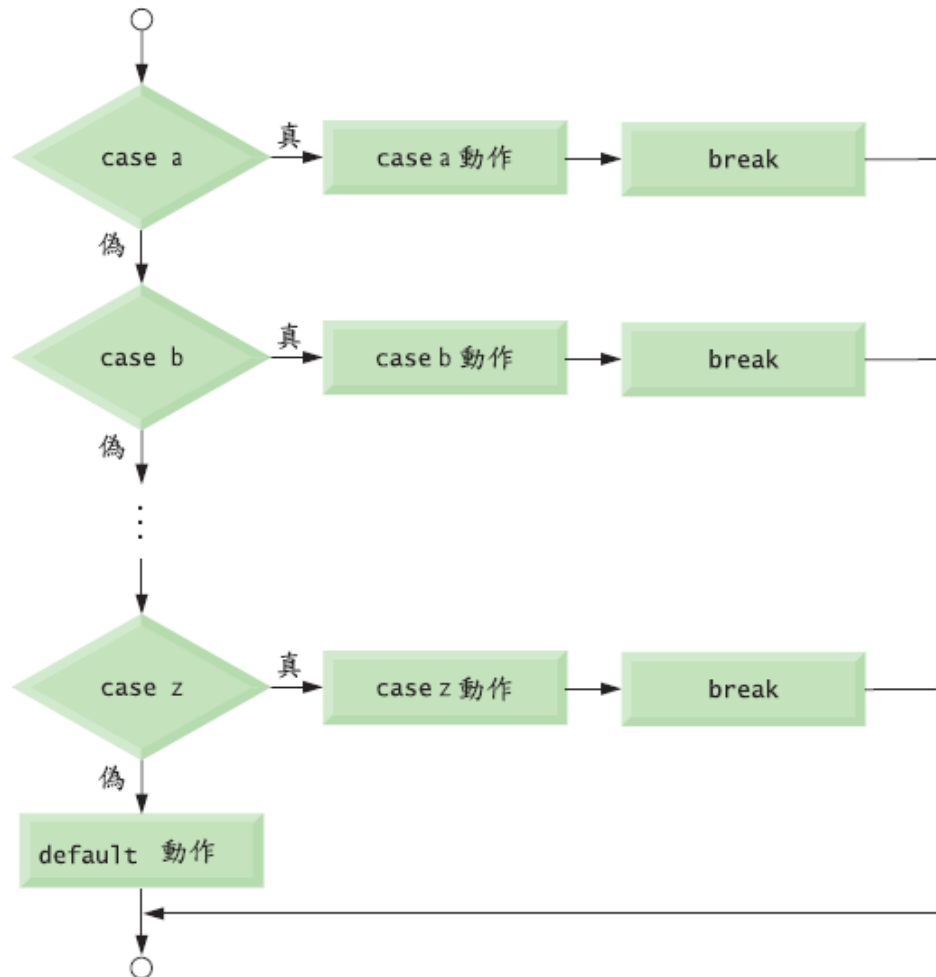 case a
真
case a 動作
break
偽
case b
真
case b 動作
break
偽
case z
真
case z 動作
break
偽
default 動作